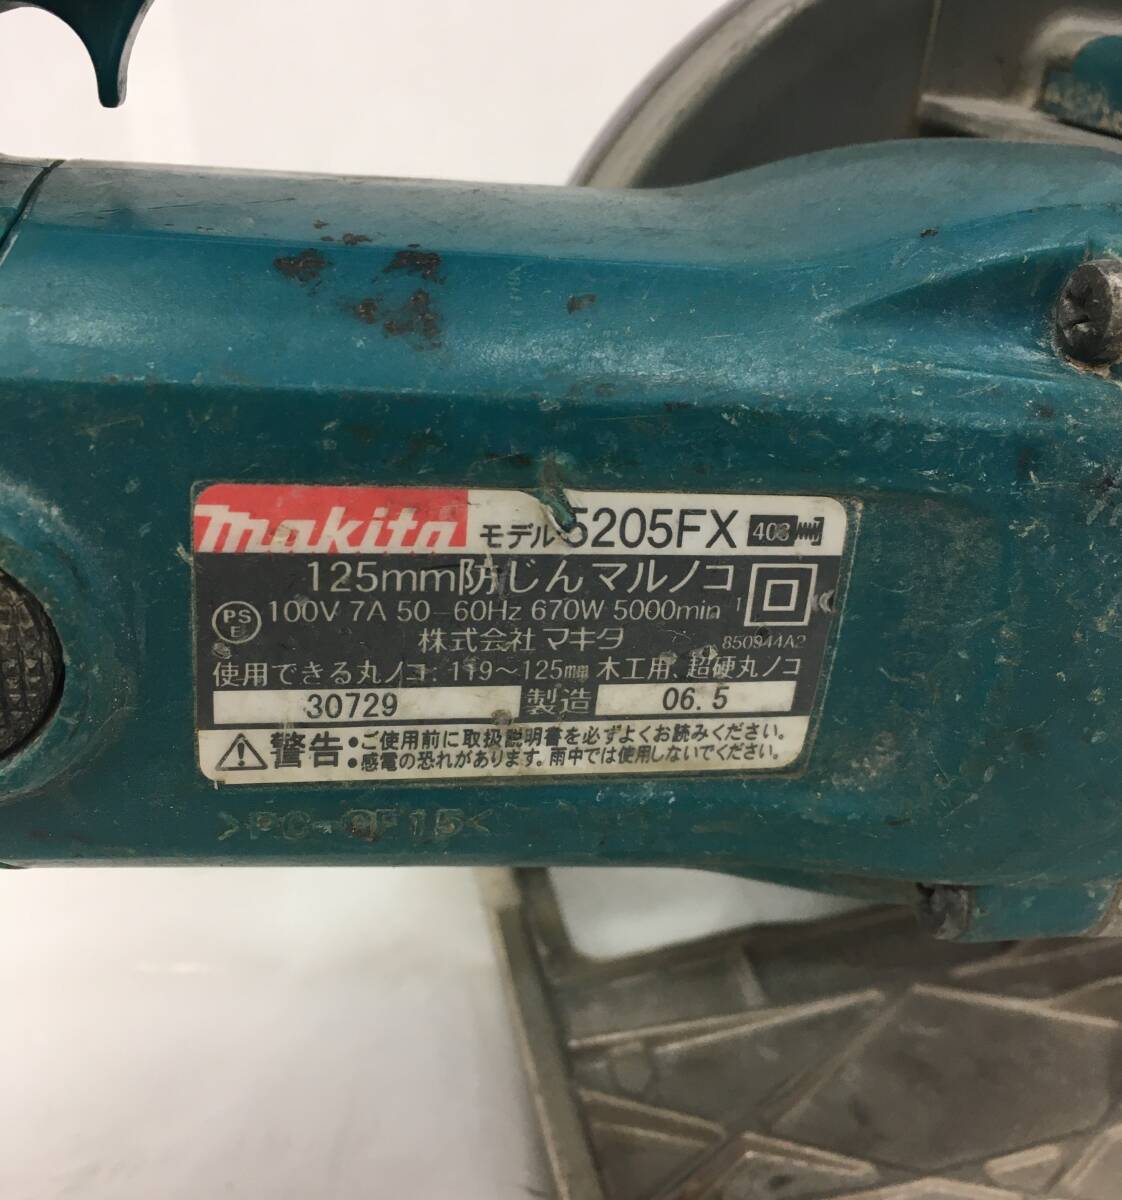 makita モデル 5205FX 403
125mm防じんマルノコ
PS E 100V 7A 50-60Hz 670W 5000min⁻¹
株式会社 マキタ 850944A2
使用できる丸ノコ: 119～125mm 木工用、超硬丸ノコ
30729 製造 06.5
警告 •ご使用前に取扱説明書を必ずよくお読みください。
•感電の恐れがあります。雨中では使用しないでください。
>PC-GF15<